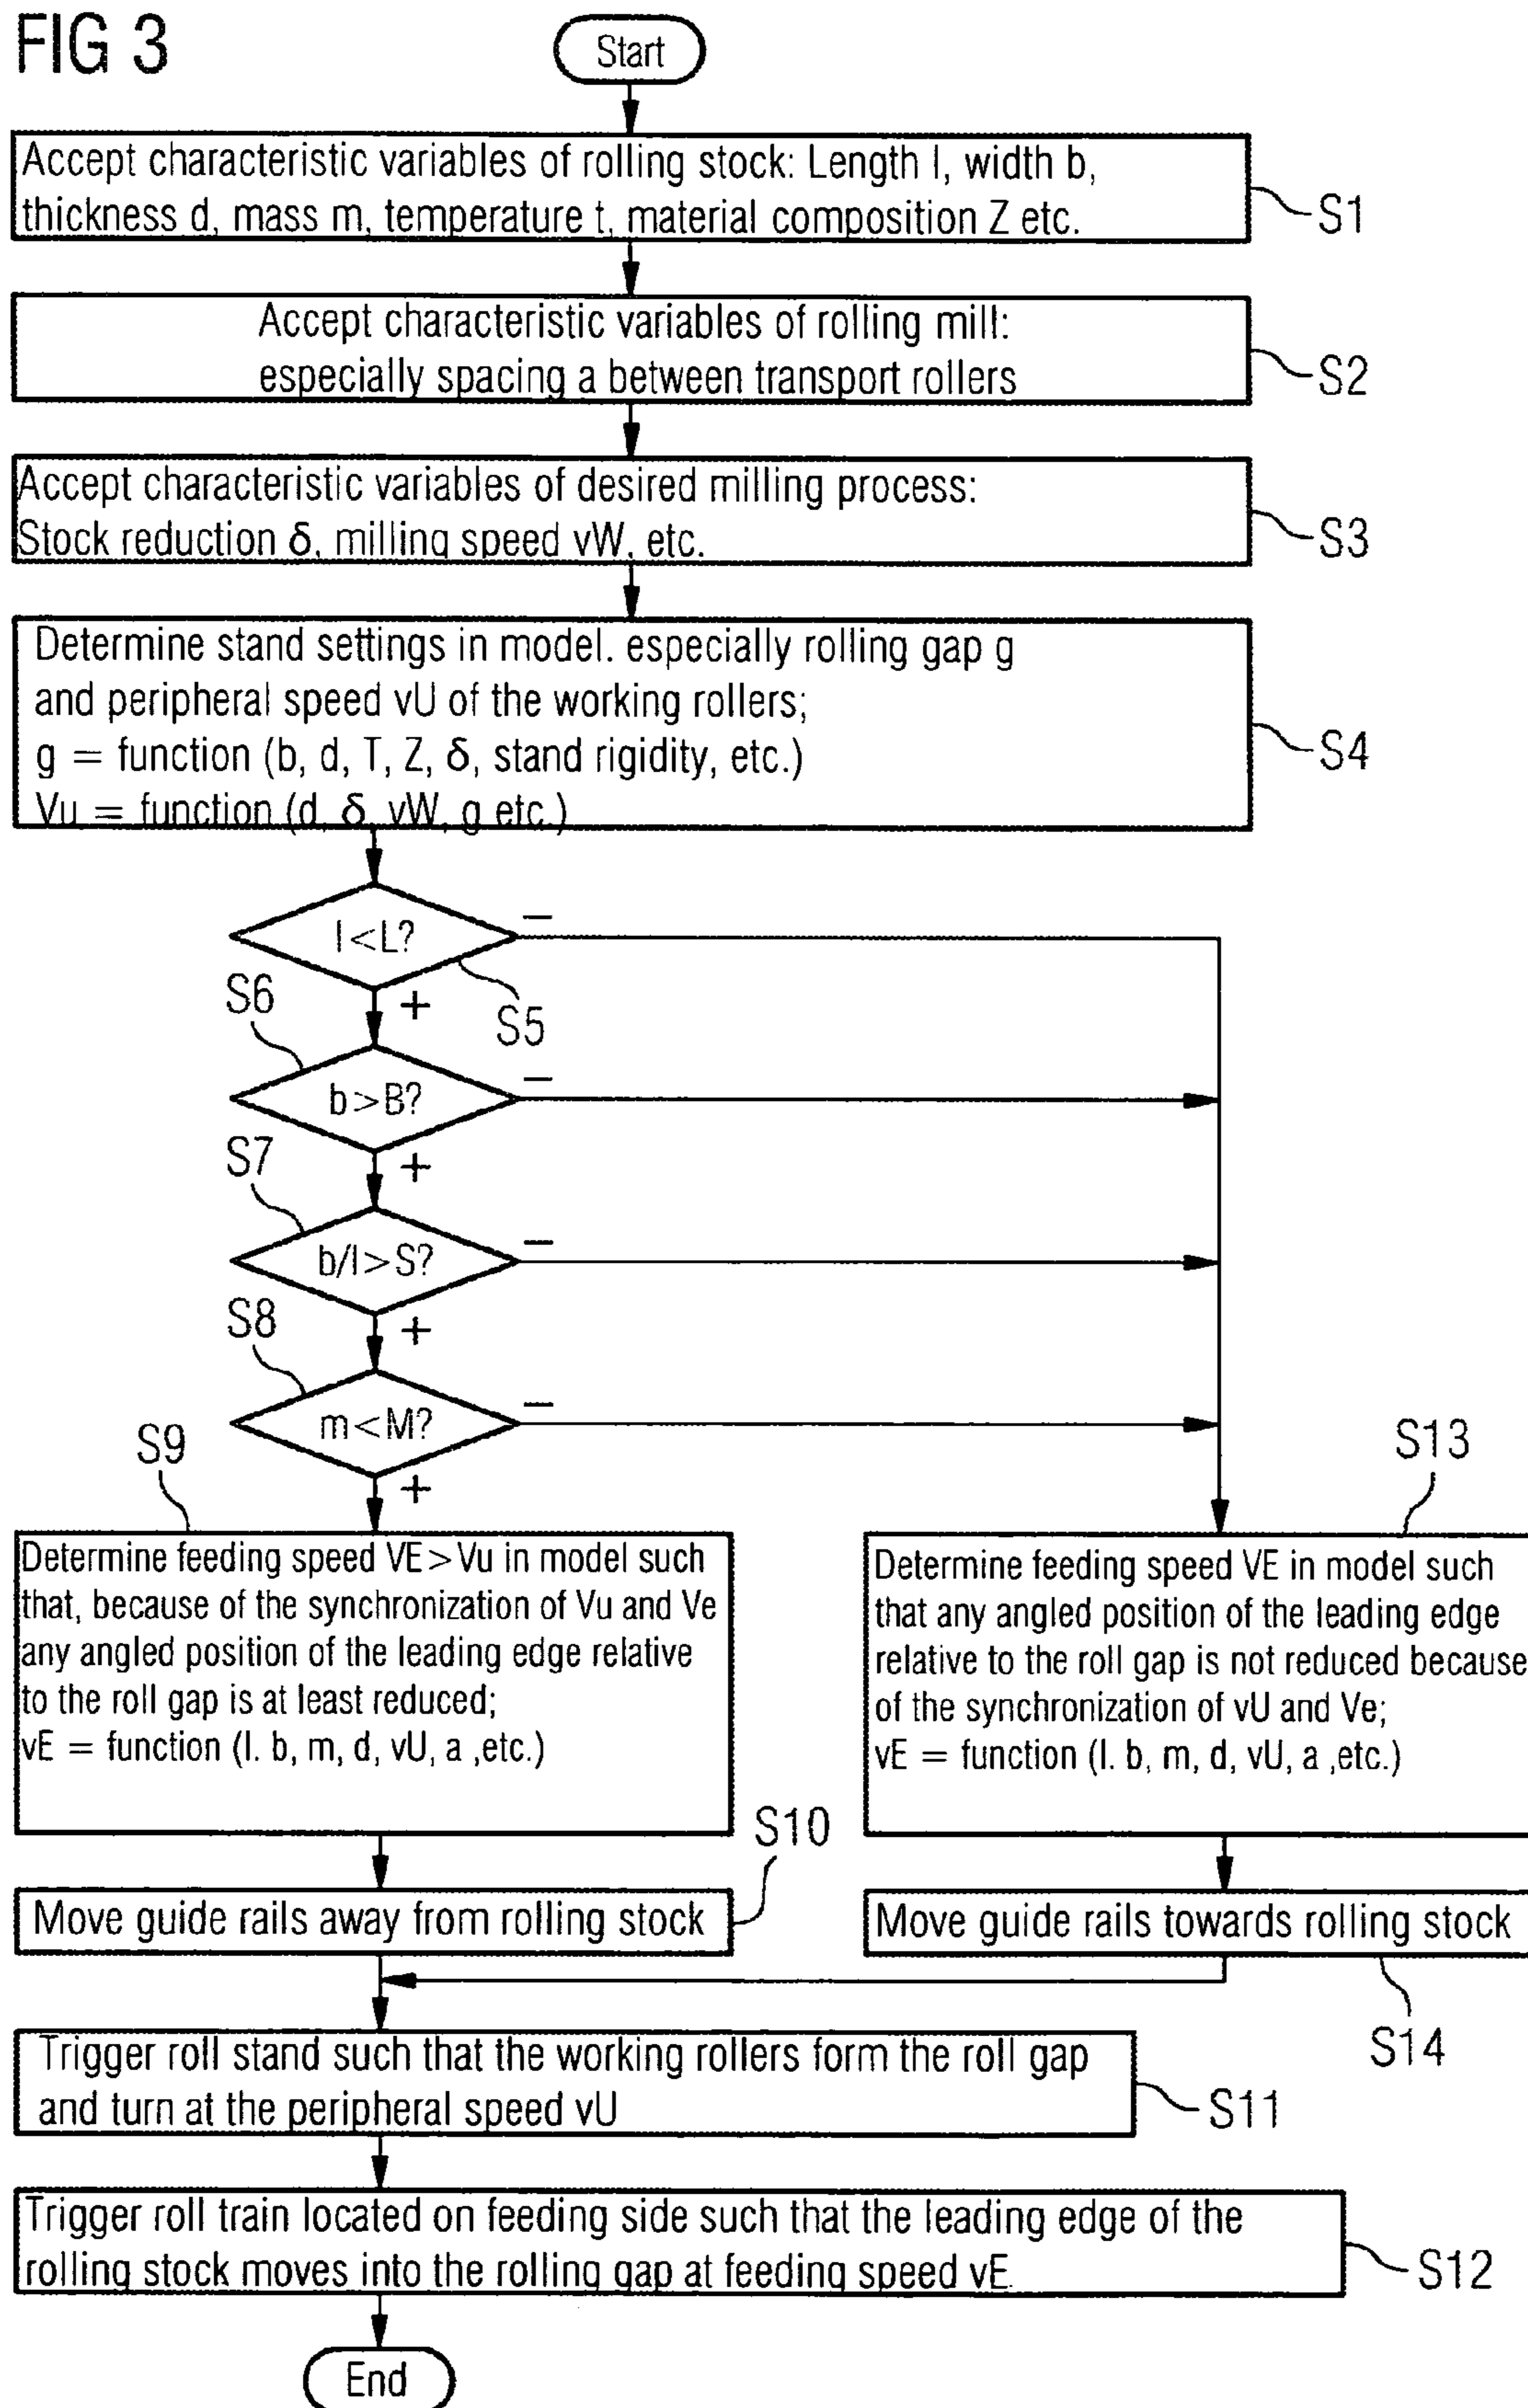 FIG 3
Start
Accept characteristic variables of rolling stock: Length l, width b,
thickness d, mass m, temperature t, material composition Z etc.
S1
Accept characteristic variables of rolling mill:
especially spacing a between transport rollers
S2
Accept characteristic variables of desired milling process:
Stock reduction δ, milling speed vW, etc.
S3
Determine stand settings in model. especially rolling gap g
and peripheral speed vU of the working rollers;
g = function (b, d, T, Z, δ, stand rigidity, etc.)
Vu = function (d, δ, vW, g etc.)
S4
l<L?
–
+
S5
S6
b>B?
–
+
S7
b/l>S?
–
+
S8
m<M?
–
+
S9
Determine feeding speed VE>Vu in model such
that, because of the synchronization of Vu and Ve
any angled position of the leading edge relative
to the roll gap is at least reduced;
vE = function (l. b, m, d, vU, a ,etc.)
S13
Determine feeding speed VE in model such
that any angled position of the leading edge
relative to the roll gap is not reduced because
of the synchronization of vU and Ve;
vE = function (l. b, m, d, vU, a ,etc.)
S10
Move guide rails away from rolling stock
Move guide rails towards rolling stock
S14
Trigger roll stand such that the working rollers form the roll gap
and turn at the peripheral speed vU
S11
Trigger roll train located on feeding side such that the leading edge of the
rolling stock moves into the rolling gap at feeding speed vE.
S12
End